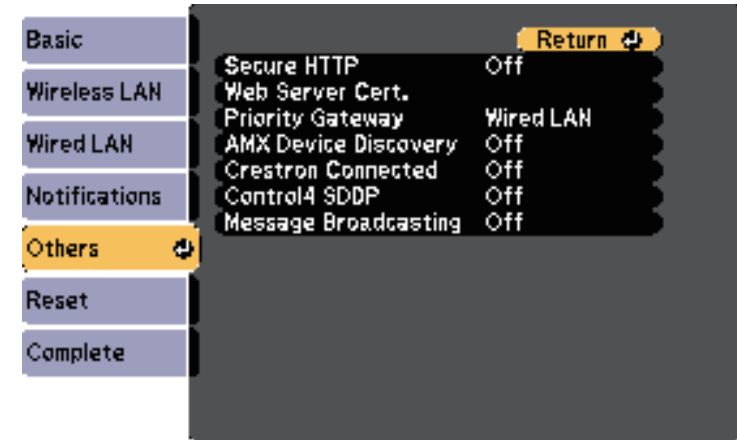 Basic
Wireless LAN
Wired LAN
Notifications
Others
Reset
Complete
Return
Secure HTTP Off
Web Server Cert.
Priority Gateway Wired LAN
AMX Device Discovery Off
Crestron Connected Off
Control4 SDDP Off
Message Broadcasting Off